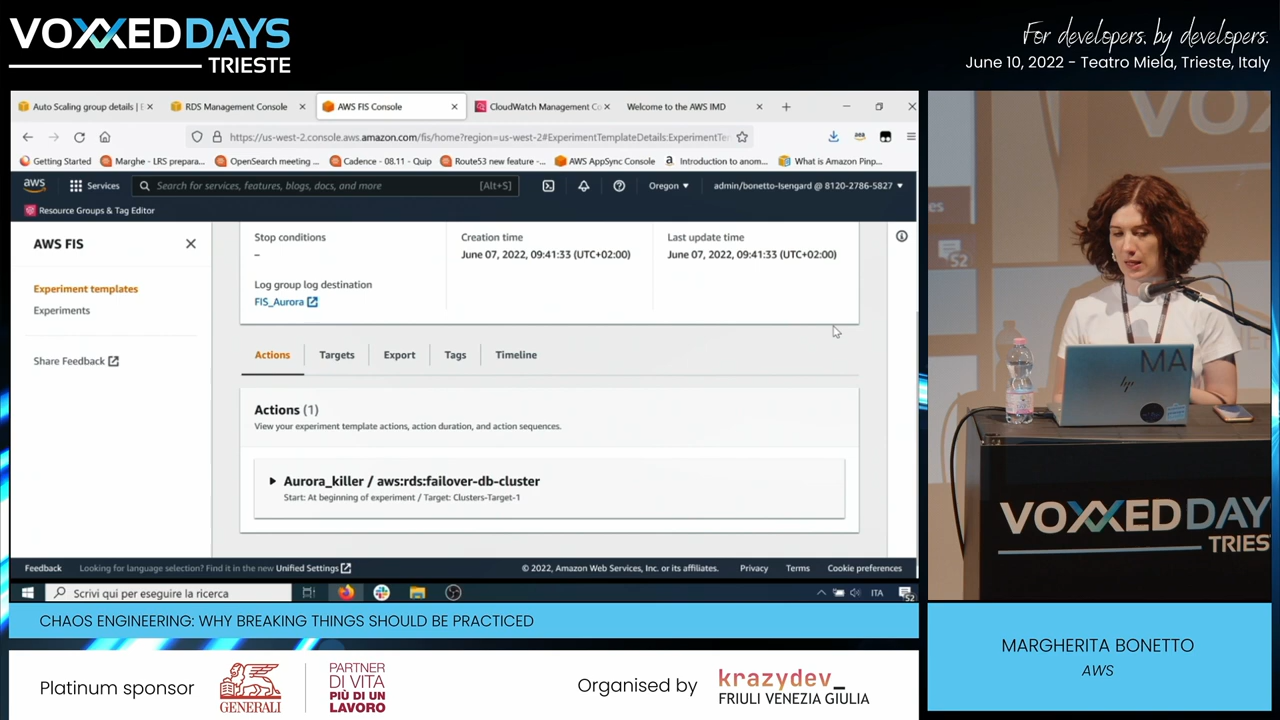 VOXXED DAYS
TRIESTE
For developers, by developers.
June 10, 2022 - Teatro Miela, Trieste, Italy
Auto Scaling group details | E
RDS Management Console
AWS FIS Console
CloudWatch Management Co
Welcome to the AWS IMD
https://us-west-2.console.aws.amazon.com/fis/home?region=us-west-2#ExperimentTemplateDetails:ExperimentTe
Getting Started
Marghe - LRS prepara...
OpenSearch meeting ...
Cadence - 08.11 - Quip
Route53 new feature -...
AWS AppSync Console
Introduction to anom...
What is Amazon Pinp...
aws
Services
Search for services, features, blogs, docs, and more
[Alt+S]
Oregon
admin/bonetto-Isengard @ 8120-2786-5827
Resource Groups & Tag Editor
AWS FIS
Experiment templates
Experiments
Share Feedback
Stop conditions
–
Creation time
June 07, 2022, 09:41:33 (UTC+02:00)
Last update time
June 07, 2022, 09:41:33 (UTC+02:00)
Log group log destination
FIS_Aurora
Actions
Targets
Export
Tags
Timeline
Actions (1)
View your experiment template actions, action duration, and action sequences.
Aurora_killer / aws:rds:failover-db-cluster
Start: At beginning of experiment / Target: Clusters-Target-1
Feedback
Looking for language selection? Find it in the new Unified Settings
© 2022, Amazon Web Services, Inc. or its affiliates.
Privacy
Terms
Cookie preferences
Scrivi qui per eseguire la ricerca
ITA
52
MA
hp
VOXXED DAY
TRIES
CHAOS ENGINEERING: WHY BREAKING THINGS SHOULD BE PRACTICED
MARGHERITA BONETTO
AWS
Platinum sponsor
GENERALI
PARTNER
DI VITA
PIÙ DI UN
LAVORO
Organised by
krazydev_
FRIULI VENEZIA GIULIA